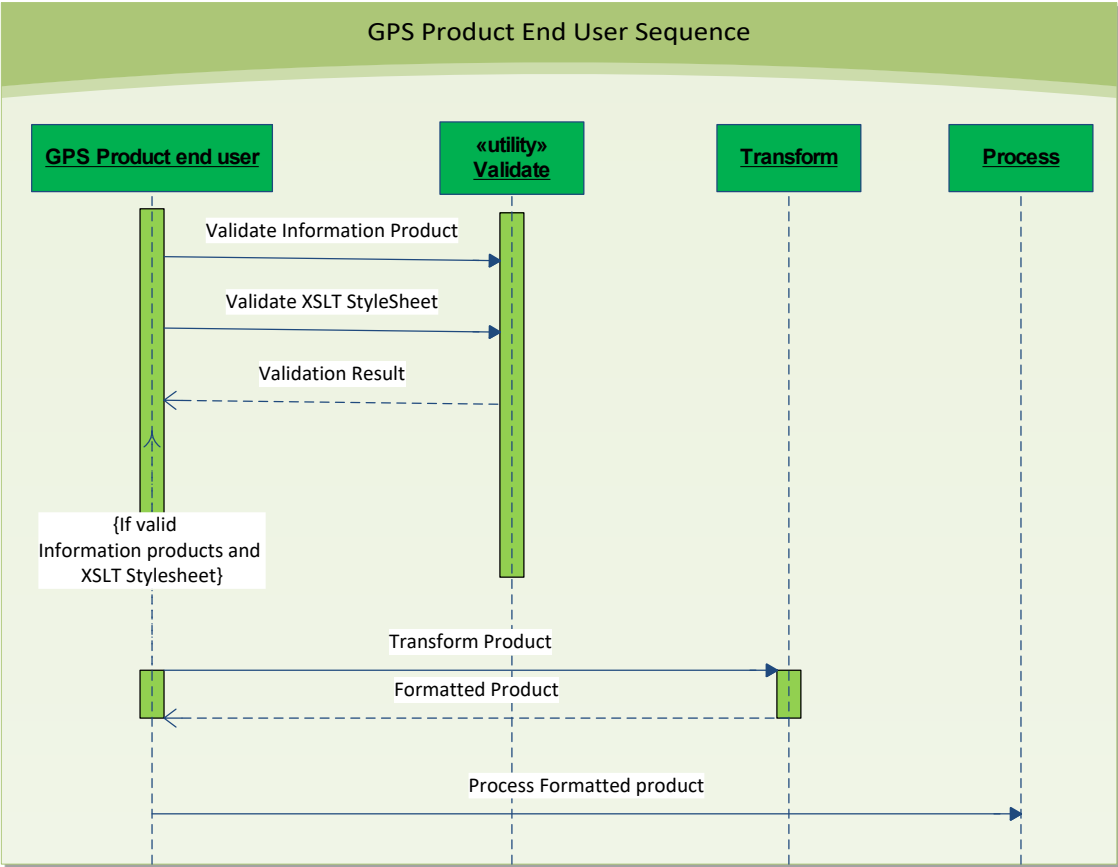 GPS Product End User Sequence
GPS Product end user
«utility»
Validate
Transform
Process
Validate Information Product
Validate XSLT StyleSheet
Validation Result
{If valid
Information products and
XSLT Stylesheet}
Transform Product
Formatted Product
Process Formatted product